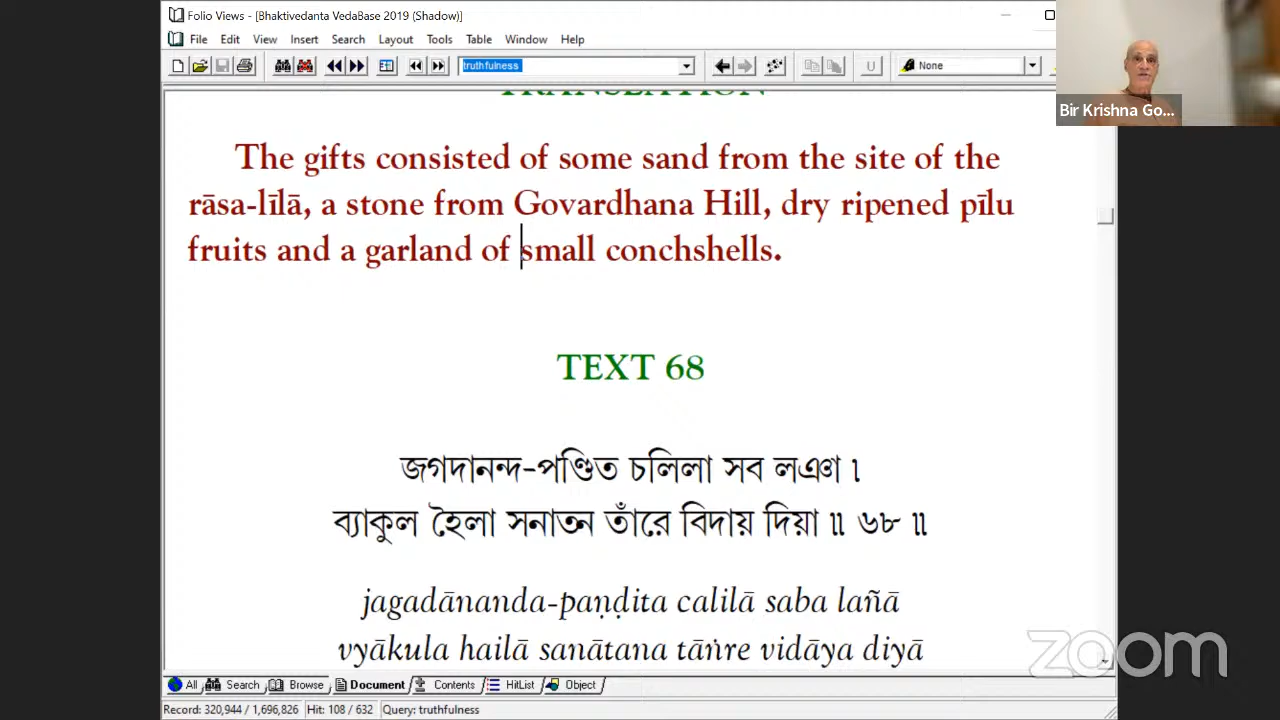 Folio Views - [Bhaktivedanta VedaBase 2019 (Shadow)]
File Edit View Insert Search Layout Tools Table Window Help
truthfulness
None
TRANSLATION
Bir Krishna Go...
The gifts consisted of some sand from the site of the
rāsa-līlā, a stone from Govardhana Hill, dry ripened pīlu
fruits and a garland of small conchshells.
TEXT 68
জগদানন্দ-পণ্ডিত চলিলা সব লঞা ৷
ব্যাকুল হৈলা সনাতন তাঁরে বিদায় দিয়া ॥ ৬৮ ॥
jagadānanda-paṇḍita calilā saba lañā
vyākula hailā sanātana tāṅre vidāya diyā
zoom
All Search Browse Document Contents HitList Object
Record: 320,944 / 1,696,826 Hit: 108 / 632 Query: truthfulness